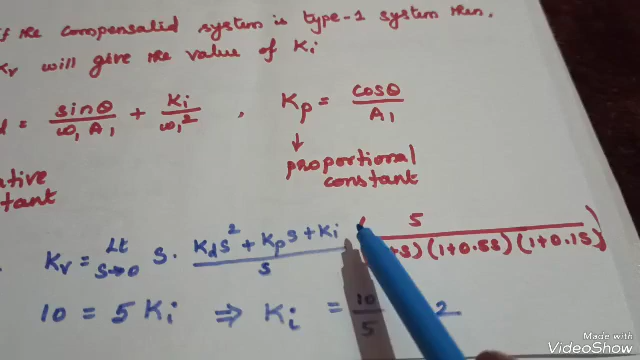 If the compensated system is type-1 system then,
Kv will give the value of Ki
d = sinθ / ω1 A1 + Ki / ω1² , Kp = cosθ / A1
↓
ative proportional
tant constant
Kv = Lt s→0 S. Kd s² + Kp s + Ki / s ( 5 / +s) (1+0.5s) (1+0.1s) )
10 = 5 Ki ⇒ Ki = 10 / 5 2
Made with
VideoShow